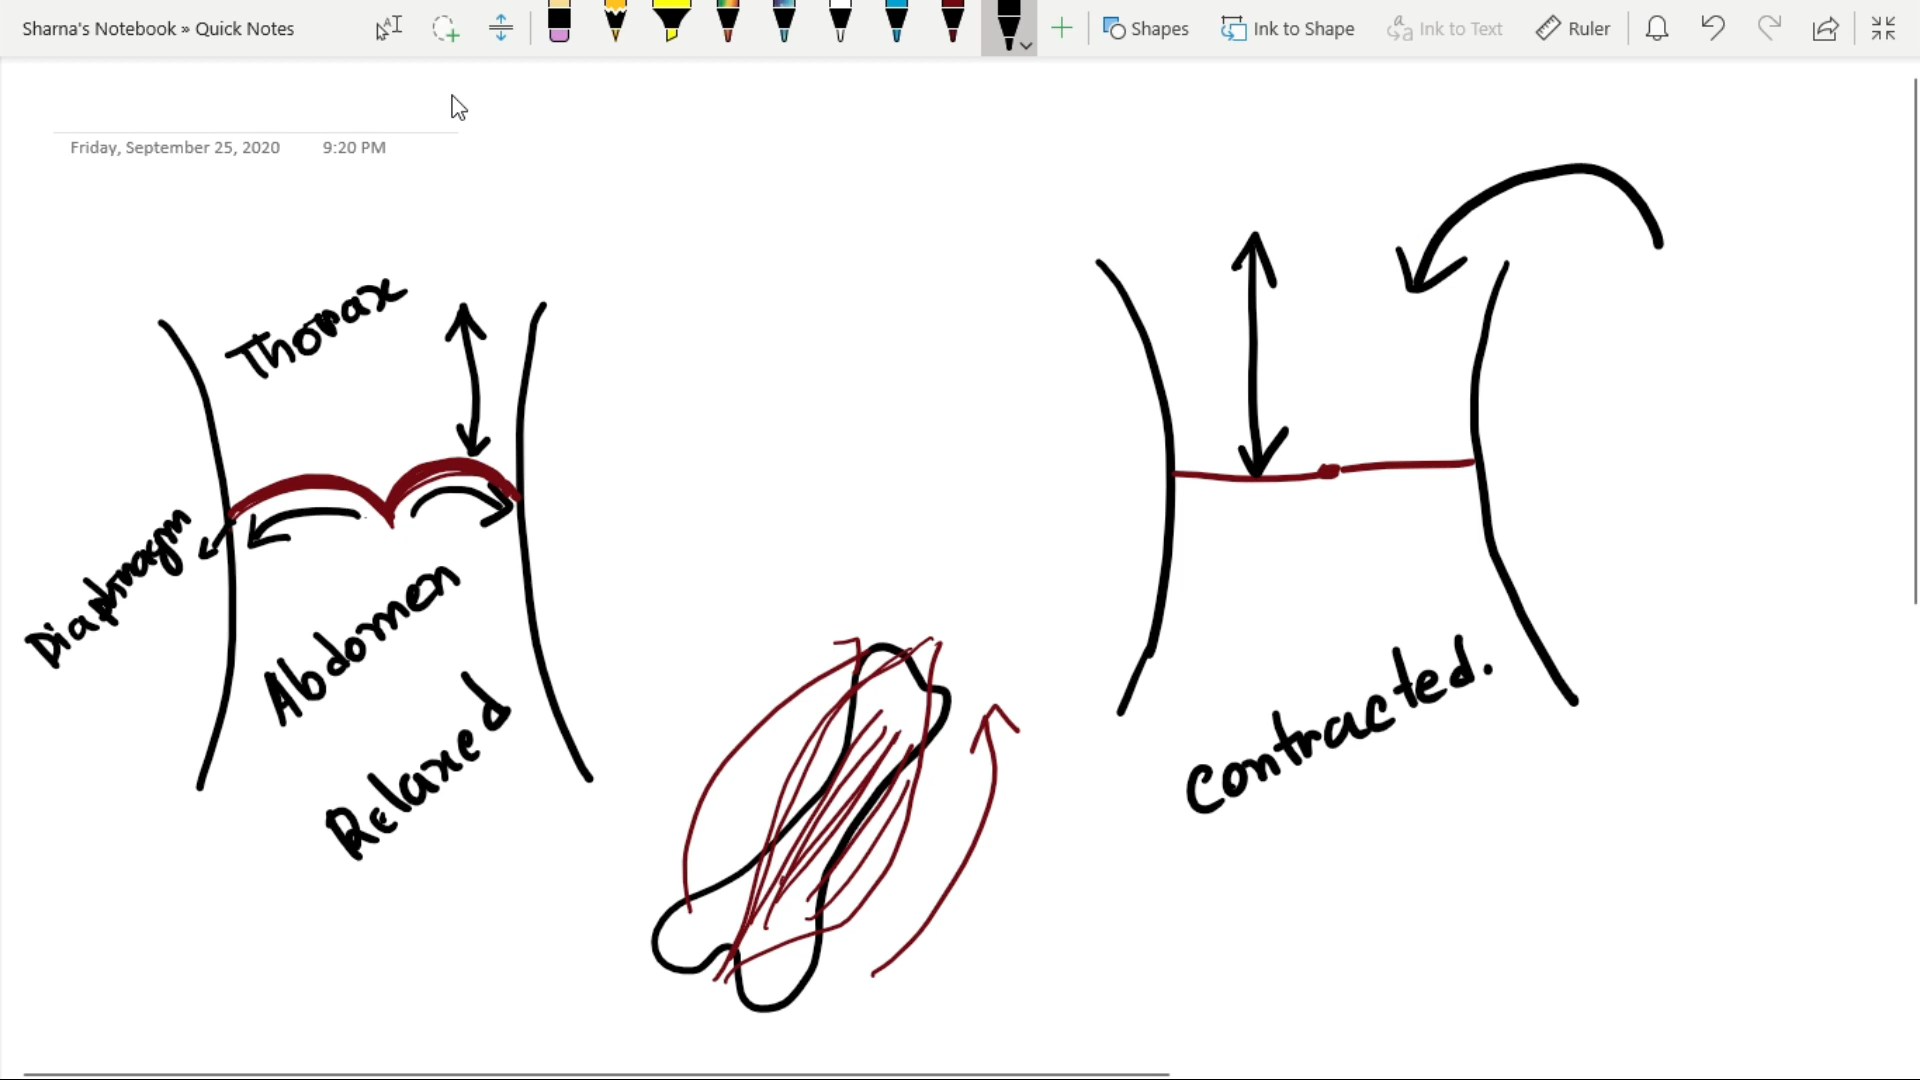 Sharna's Notebook » Quick Notes
Shapes
Ink to Shape
Ink to Text
Ruler
Friday, September 25, 2020 9:20 PM
Thorax
Diaphragm
Abdomen
Relaxed
Contracted.